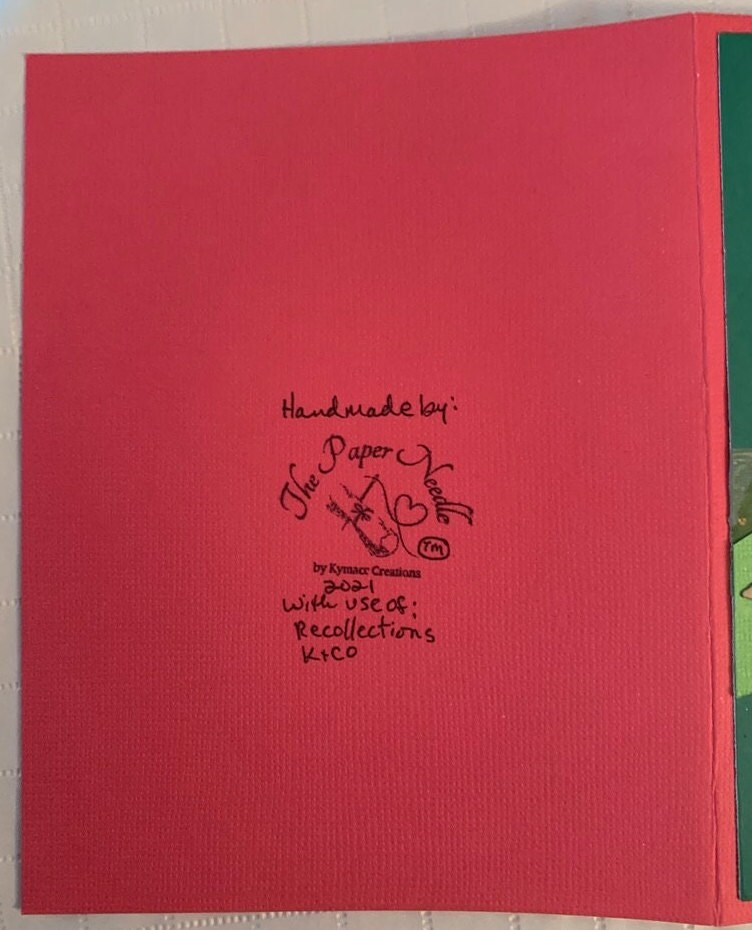 Handmade by:
The Paper Needle
TM
by Kymacc Creations
2021
with use of:
Recollections
K+CO